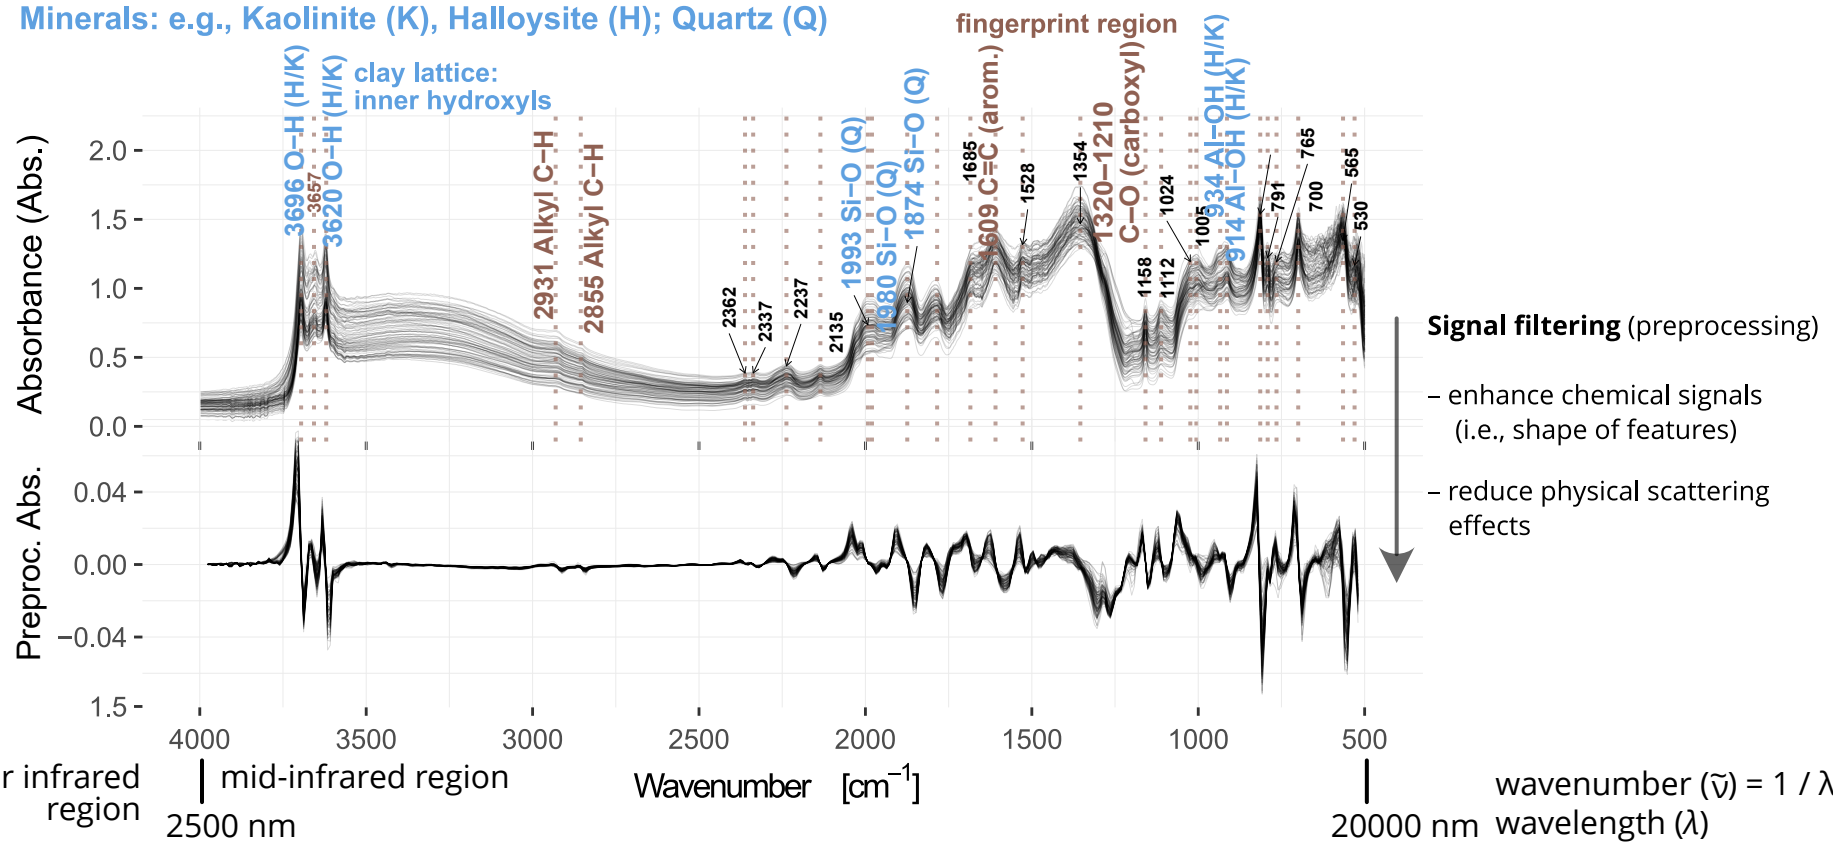 Minerals: e.g., Kaolinite (K), Halloysite (H); Quartz (Q)
fingerprint region
clay lattice:
inner hydroxyls
3696 O−H (H/K)
3657
3620 O−H (H/K)
2931 Alkyl C−H
2855 Alkyl C−H
2362
2337
2237
2135
1993 Si−O (Q)
1980 Si−O (Q)
1874 Si−O (Q)
1685
1609 C=C (arom.)
1528
1354
1320−1210
C−O (carboxyl)
1158
1112
1024
1005
934 Al−OH (H/K)
914 Al−OH (H/K)
791
765
700
565
530
Absorbance (Abs.)
2.0
1.5
1.0
0.5
0.0
Preproc. Abs.
0.04
0.00
−0.04
1.5
4000 3500 3000 2500 2000 1500 1000 500
Wavenumber [cm⁻¹]
Signal filtering (preprocessing)
– enhance chemical signals
(i.e., shape of features)
– reduce physical scattering
effects
r infrared
region
mid-infrared region
2500 nm
20000 nm
wavenumber (ṽ) = 1 / λ
wavelength (λ)